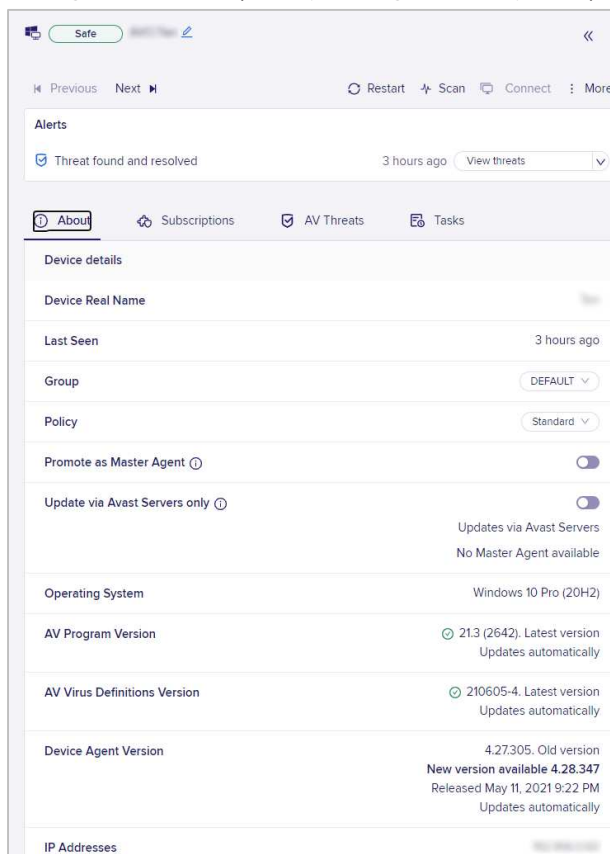 Safe
Previous Next Restart Scan Connect More
Alerts
Threat found and resolved 3 hours ago View threats
About Subscriptions AV Threats Tasks
Device details
Device Real Name
Last Seen 3 hours ago
Group DEFAULT
Policy Standard
Promote as Master Agent
Update via Avast Servers only
Updates via Avast Servers
No Master Agent available
Operating System Windows 10 Pro (20H2)
AV Program Version 21.3 (2642). Latest version
Updates automatically
AV Virus Definitions Version 210605-4. Latest version
Updates automatically
Device Agent Version 4.27.305. Old version
New version available 4.28.347
Released May 11, 2021 9:22 PM
Updates automatically
IP Addresses